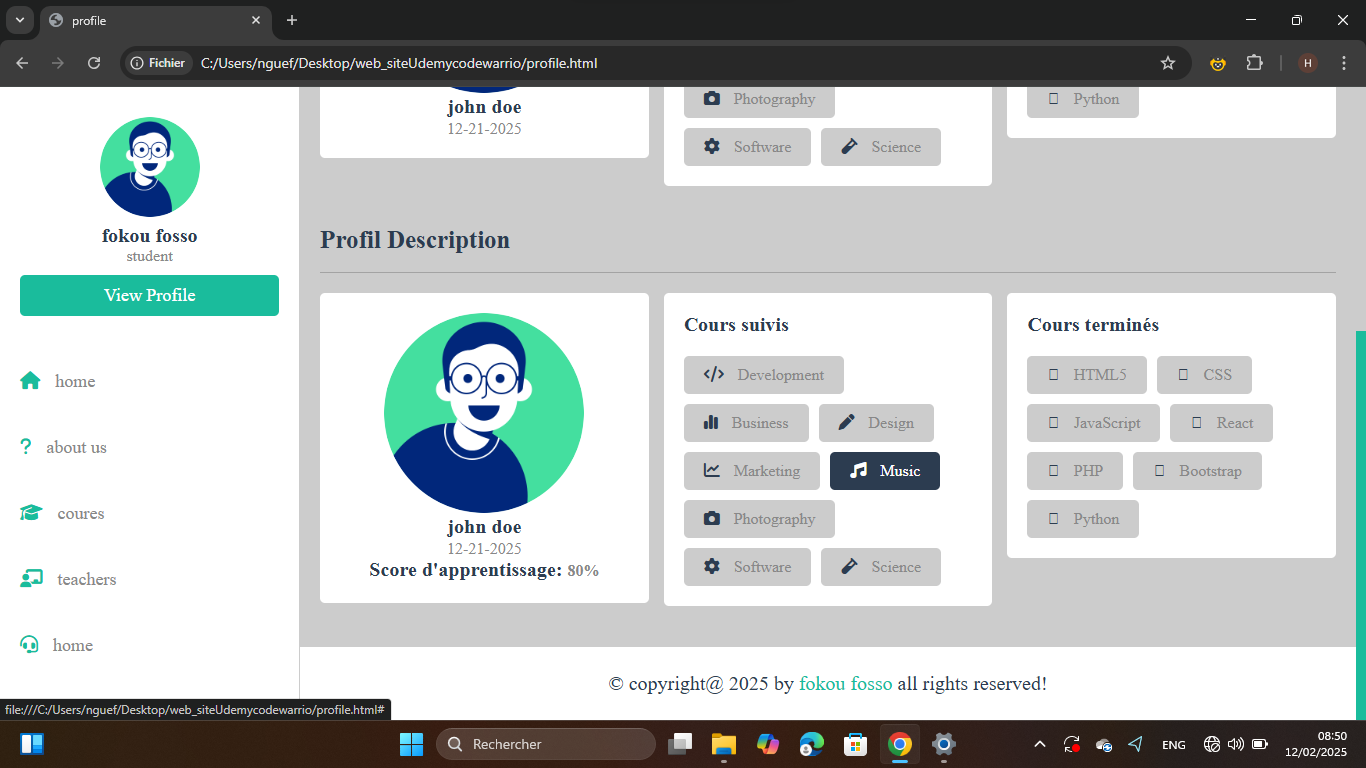 profile
Fichier
C:/Users/nguef/Desktop/web_siteUdemycodewarrio/profile.html
H
fokou fosso
student
View Profile
home
about us
coures
teachers
home
john doe
12-21-2025
Photography
Software
Science
Python
Profil Description
john doe
12-21-2025
Score d'apprentissage: 80%
Cours suivis
</> Development
Business
Design
Marketing
Music
Photography
Software
Science
Cours terminés
HTML5
CSS
JavaScript
React
PHP
Bootstrap
Python
© copyright@ 2025 by fokou fosso all rights reserved!
file:///C:/Users/nguef/Desktop/web_siteUdemycodewarrio/profile.html#
Rechercher
ENG
08:50
12/02/2025